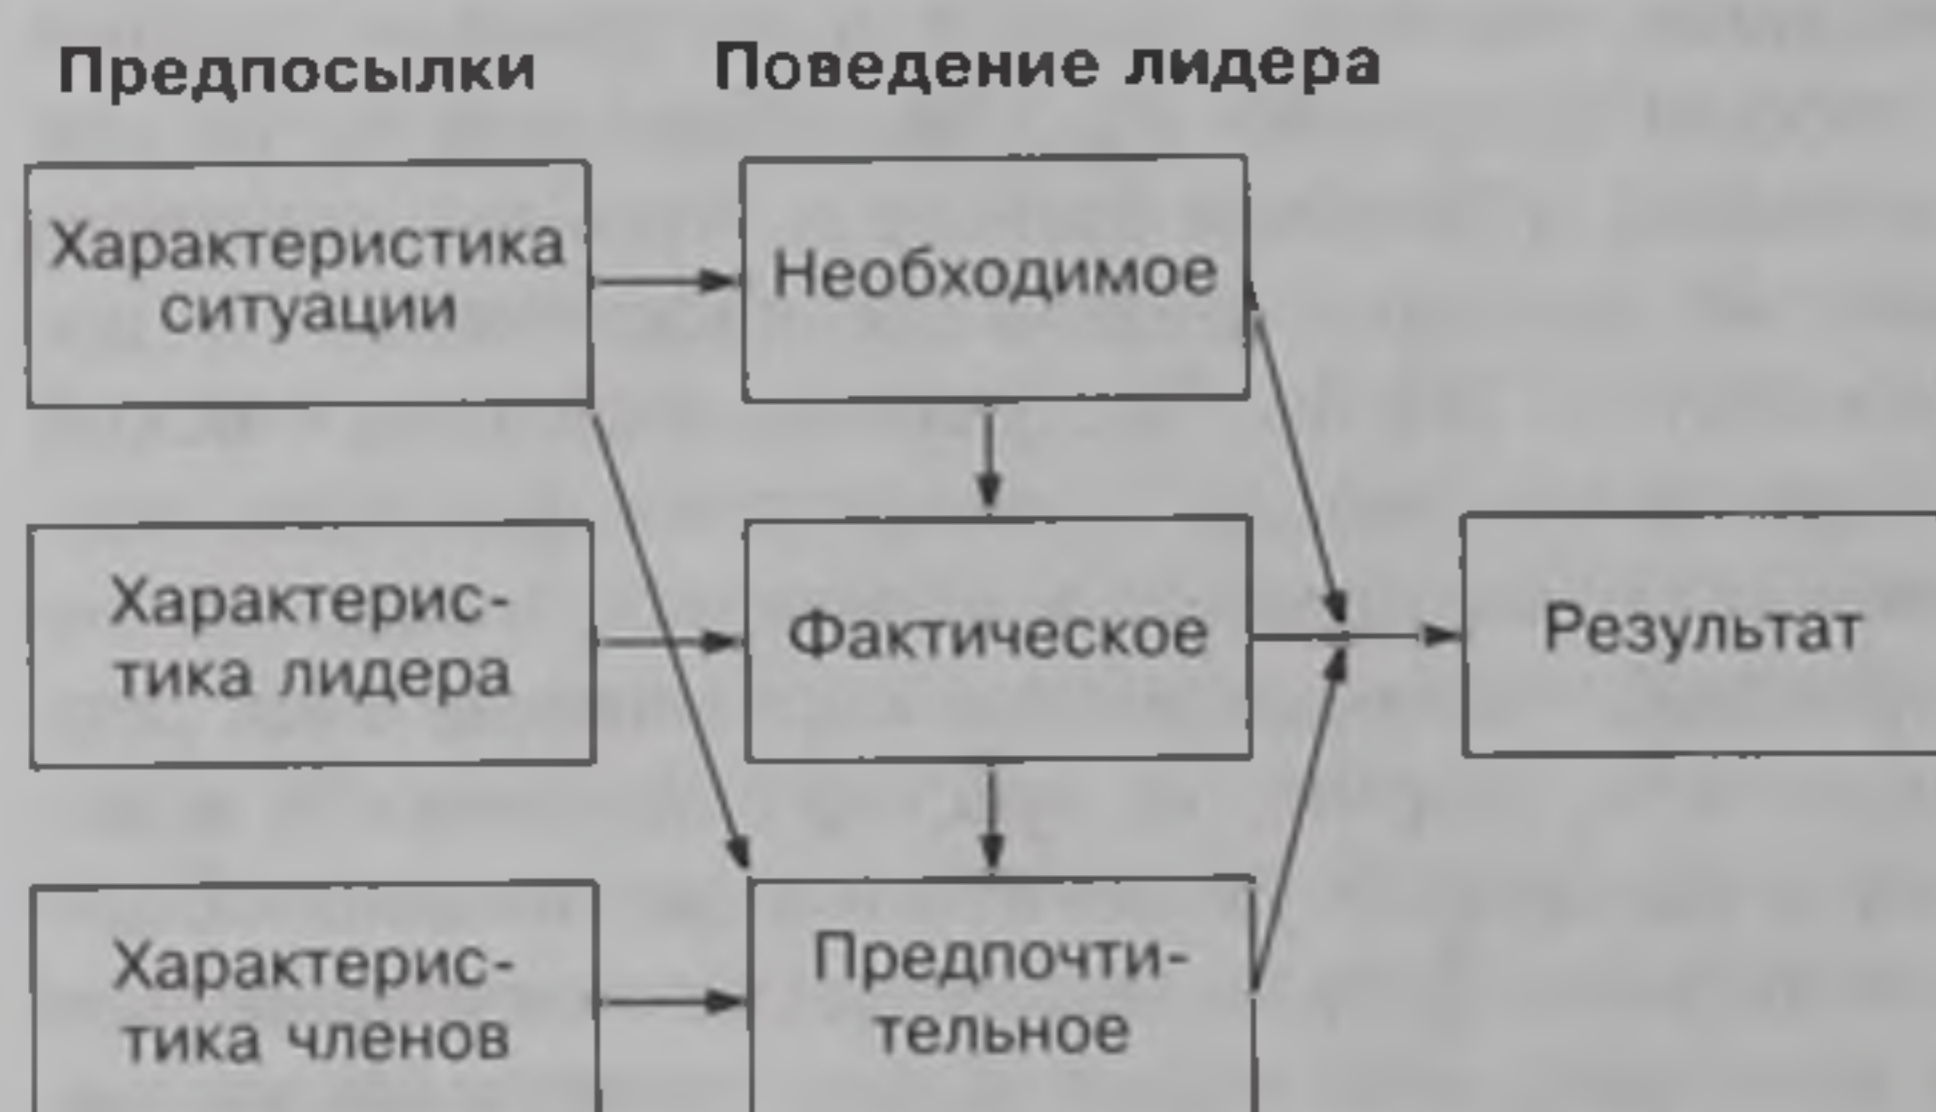 Предпосылки
Поведение лидера
Характеристика
ситуации
Необходимое
Характерис-
тика лидера
Фактическое
Результат
Характерис-
тика членов
Предпочти-
тельное